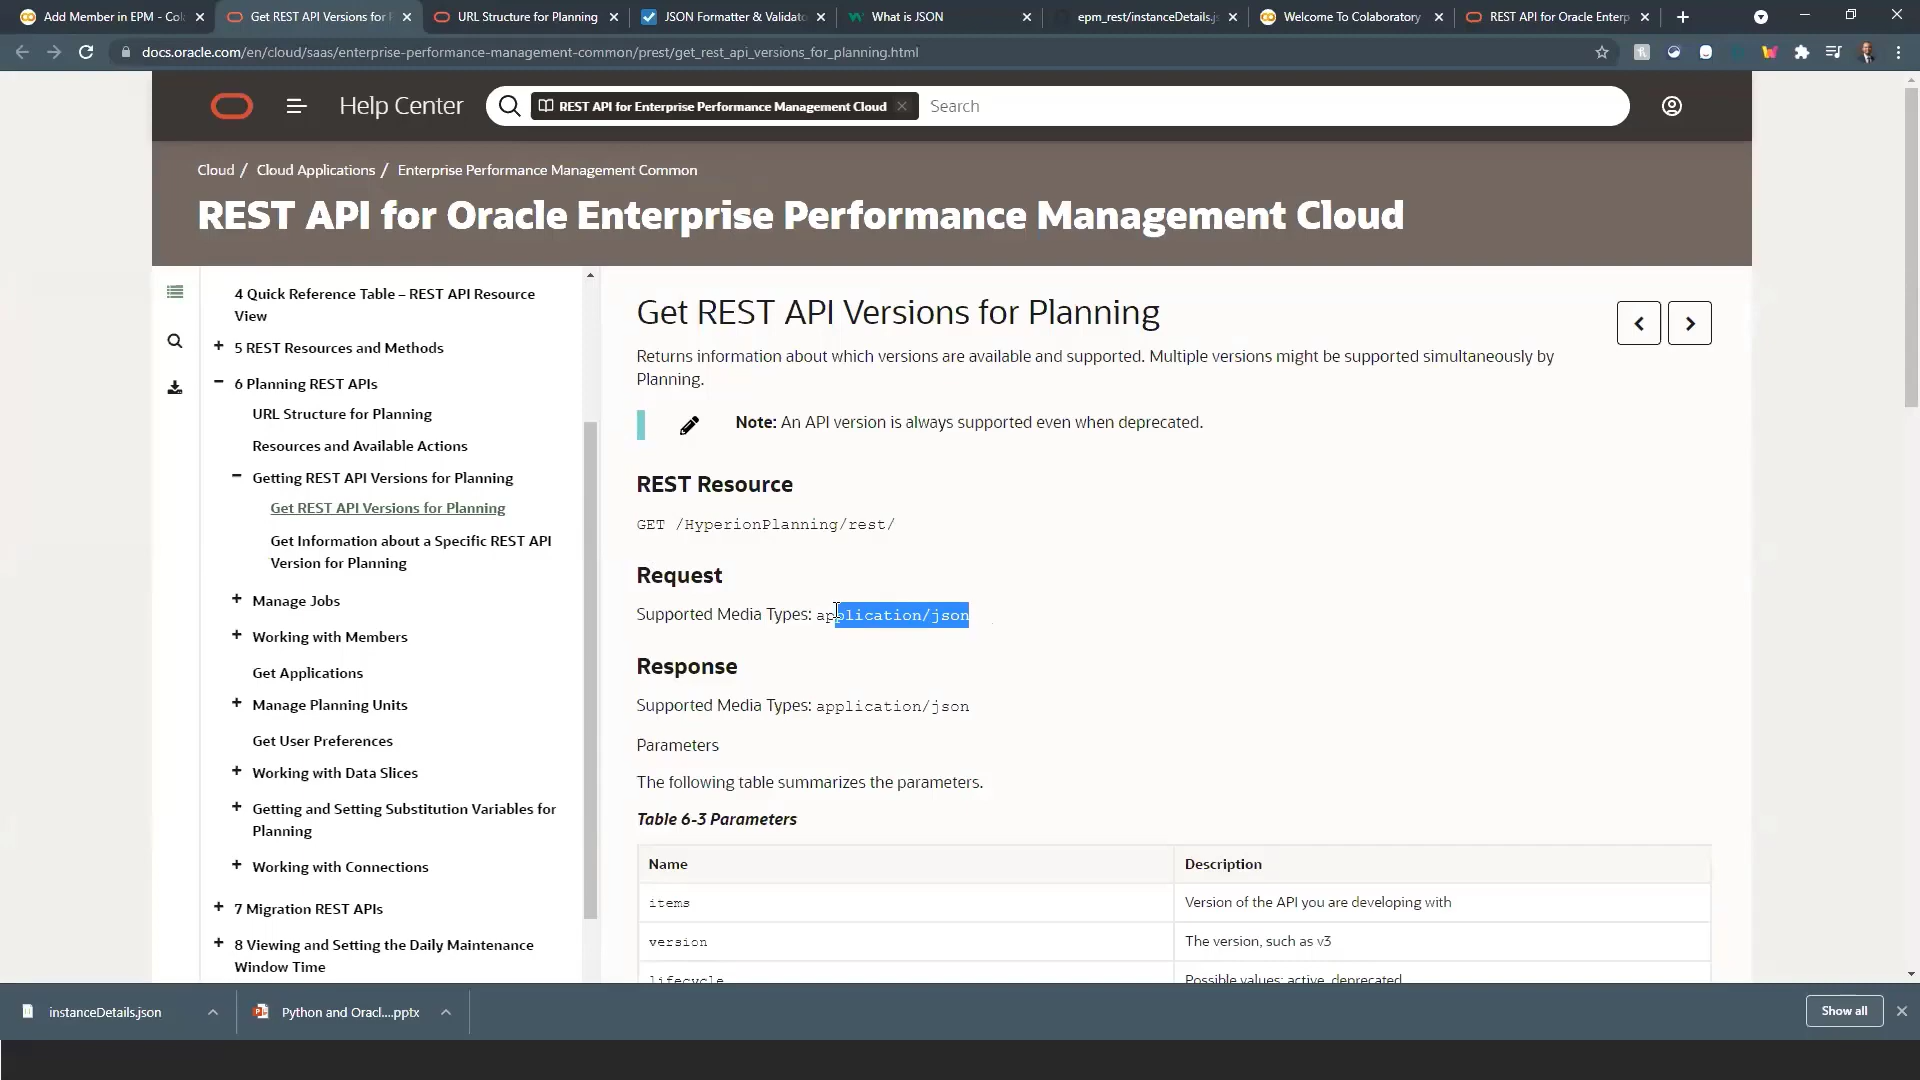 Add Member in EPM - Col
Get REST API Versions for P
URL Structure for Planning
JSON Formatter & Validato
What is JSON
epm_rest/instanceDetails.js
Welcome To Colaboratory
REST API for Oracle Enterp
docs.oracle.com/en/cloud/saas/enterprise-performance-management-common/prest/get_rest_api_versions_for_planning.html
Help Center
REST API for Enterprise Performance Management Cloud
Search
Cloud / Cloud Applications / Enterprise Performance Management Common
REST API for Oracle Enterprise Performance Management Cloud
4 Quick Reference Table – REST API Resource
View
+ 5 REST Resources and Methods
− 6 Planning REST APIs
URL Structure for Planning
Resources and Available Actions
− Getting REST API Versions for Planning
Get REST API Versions for Planning
Get Information about a Specific REST API
Version for Planning
+ Manage Jobs
+ Working with Members
Get Applications
+ Manage Planning Units
Get User Preferences
+ Working with Data Slices
+ Getting and Setting Substitution Variables for
Planning
+ Working with Connections
+ 7 Migration REST APIs
+ 8 Viewing and Setting the Daily Maintenance
Window Time
Get REST API Versions for Planning
Returns information about which versions are available and supported. Multiple versions might be supported simultaneously by
Planning.
Note: An API version is always supported even when deprecated.
REST Resource
GET /HyperionPlanning/rest/
Request
Supported Media Types: application/json
Response
Supported Media Types: application/json
Parameters
The following table summarizes the parameters.
Table 6-3 Parameters
Name Description
items Version of the API you are developing with
version The version, such as v3
lifecycle Possible values: active, deprecated
instanceDetails.json
Python and Oracl....pptx
Show all